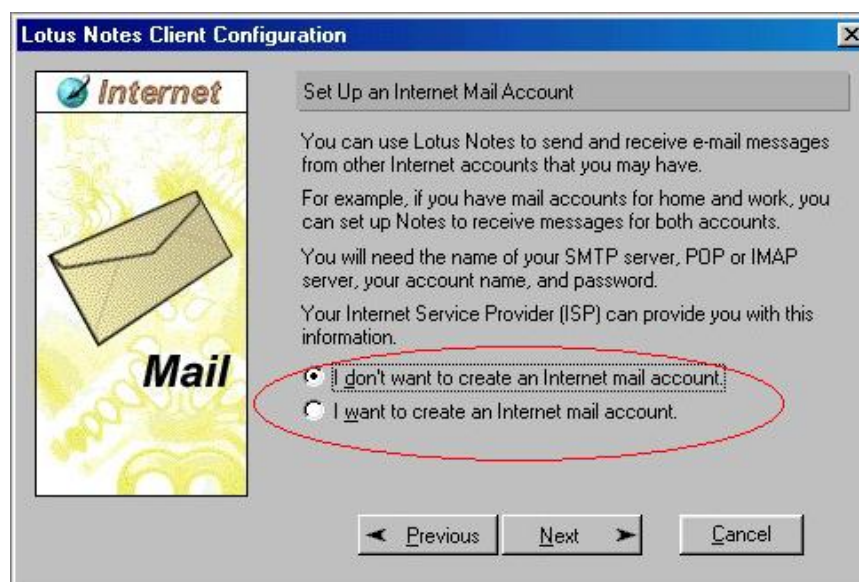 Lotus Notes Client Configuration
Internet
Mail
Set Up an Internet Mail Account
You can use Lotus Notes to send and receive e-mail messages
from other Internet accounts that you may have.
For example, if you have mail accounts for home and work, you
can set up Notes to receive messages for both accounts.
You will need the name of your SMTP server, POP or IMAP
server, your account name, and password.
Your Internet Service Provider (ISP) can provide you with this
information.
I don't want to create an Internet mail account.
I want to create an Internet mail account.
Previous
Next
Cancel